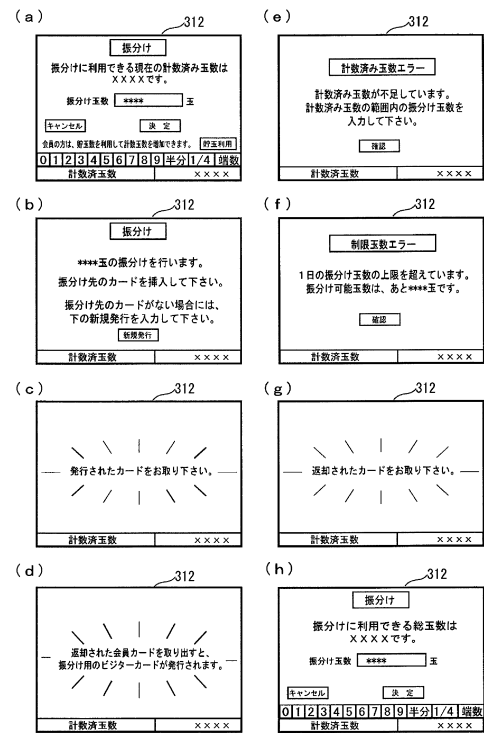 (a)
312
振分け
振分けに利用できる現在の計数済み玉数は
XXXXです。
振分け玉数 **** 玉
キャンセル 決 定
会員の方は、貯玉数を利用して計数玉数を増加できます。 貯玉利用
0 1 2 3 4 5 6 7 8 9 半分 1/4 端数
計数済玉数 ××××
(b)
312
振分け
****玉の振分けを行います。
振分け先のカードを挿入して下さい。
振分け先のカードがない場合には、
下の新規発行を入力して下さい。
新規発行
計数済玉数 ××××
(c)
312
発行されたカードをお取り下さい。
計数済玉数 ××××
(d)
312
返却された会員カードを取り出すと、
振分け用のビジターカードが発行されます。
計数済玉数 ××××
(e)
312
計数済み玉数エラー
計数済み玉数が不足しています。
計数済み玉数の範囲内の振分け玉数を
入力して下さい。
確認
計数済玉数 ××××
(f)
312
制限玉数エラー
1日の振分け玉数の上限を超えています。
振分け可能玉数は、あと****玉です。
確認
計数済玉数 ××××
(g)
312
返却されたカードをお取り下さい。
計数済玉数 ××××
(h)
312
振分け
振分けに利用できる総玉数は
XXXXです。
振分け玉数 **** 玉
キャンセル 決 定
0 1 2 3 4 5 6 7 8 9 半分 1/4 端数
計数済玉数 ××××